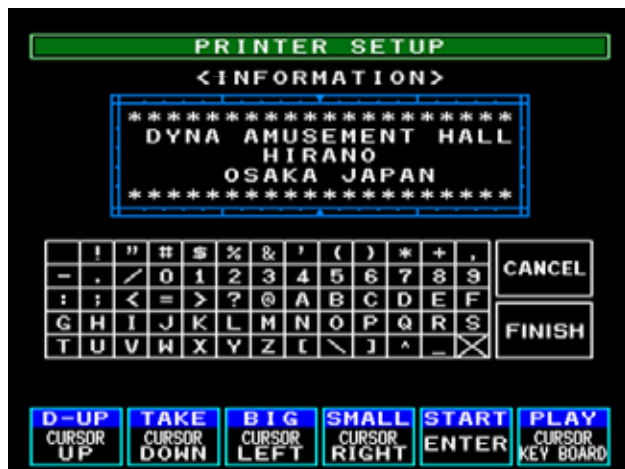 PRINTER SETUP
<INFORMATION>
* * * * * * * * * * * * * * * * * * *
DYNA AMUSEMENT HALL
HIRANO
OSAKA JAPAN
* * * * * * * * * * * * * * * * * * *
! " # $ % & ' ( ) * + ,
- . / 0 1 2 3 4 5 6 7 8 9
: ; < = > ? @ A B C D E F
G H I J K L M N O P Q R S
T U V W X Y Z [ \ ] ^ _
CANCEL
FINISH
D-UP TAKE BIG SMALL START PLAY
CURSOR UP
CURSOR DOWN
CURSOR LEFT
CURSOR RIGHT
ENTER
CURSOR KEY BOARD